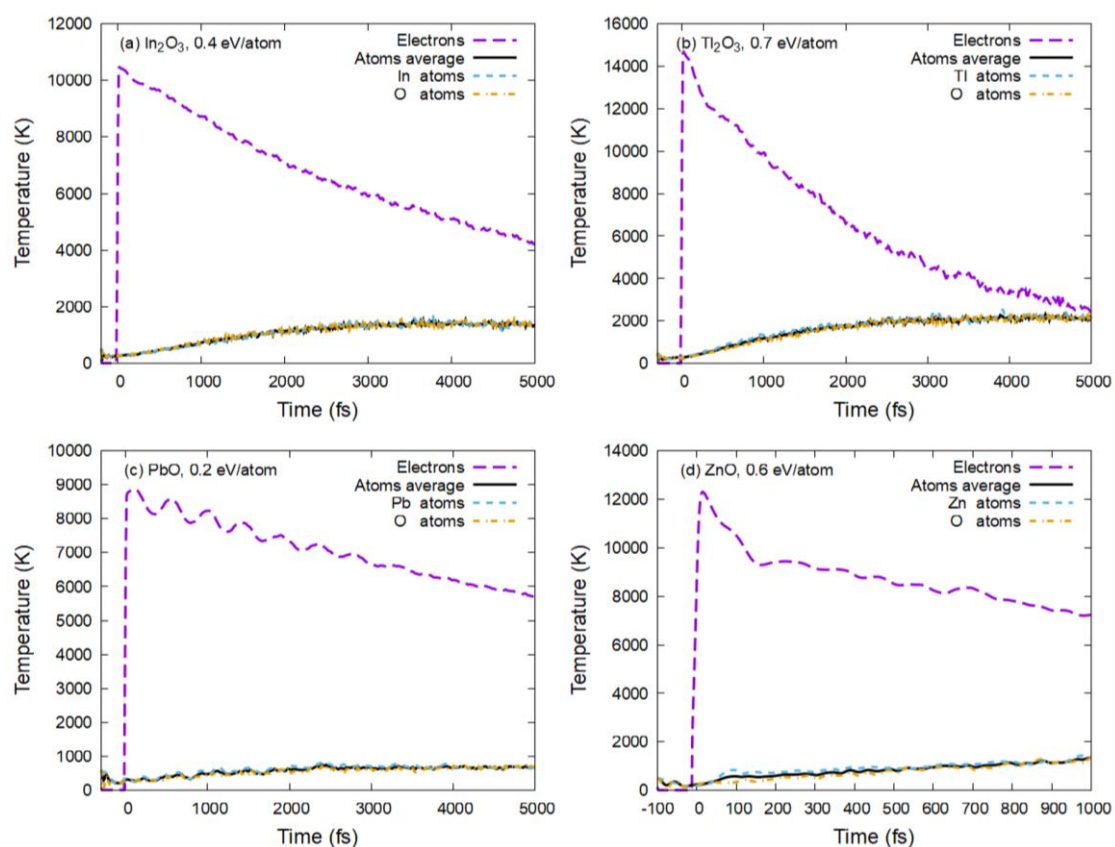 (a) In₂O₃, 0.4 eV/atom
Electrons
Atoms average
In atoms
O atoms
Temperature (K)
12000
10000
8000
6000
4000
2000
0
0 1000 2000 3000 4000 5000
Time (fs)
(b) Tl₂O₃, 0.7 eV/atom
Electrons
Atoms average
Tl atoms
O atoms
Temperature (K)
16000
14000
12000
10000
8000
6000
4000
2000
0
0 1000 2000 3000 4000 5000
Time (fs)
(c) PbO, 0.2 eV/atom
Electrons
Atoms average
Pb atoms
O atoms
Temperature (K)
10000
9000
8000
7000
6000
5000
4000
3000
2000
1000
0
0 1000 2000 3000 4000 5000
Time (fs)
(d) ZnO, 0.6 eV/atom
Electrons
Atoms average
Zn atoms
O atoms
Temperature (K)
14000
12000
10000
8000
6000
4000
2000
0
-100 0 100 200 300 400 500 600 700 800 900 1000
Time (fs)